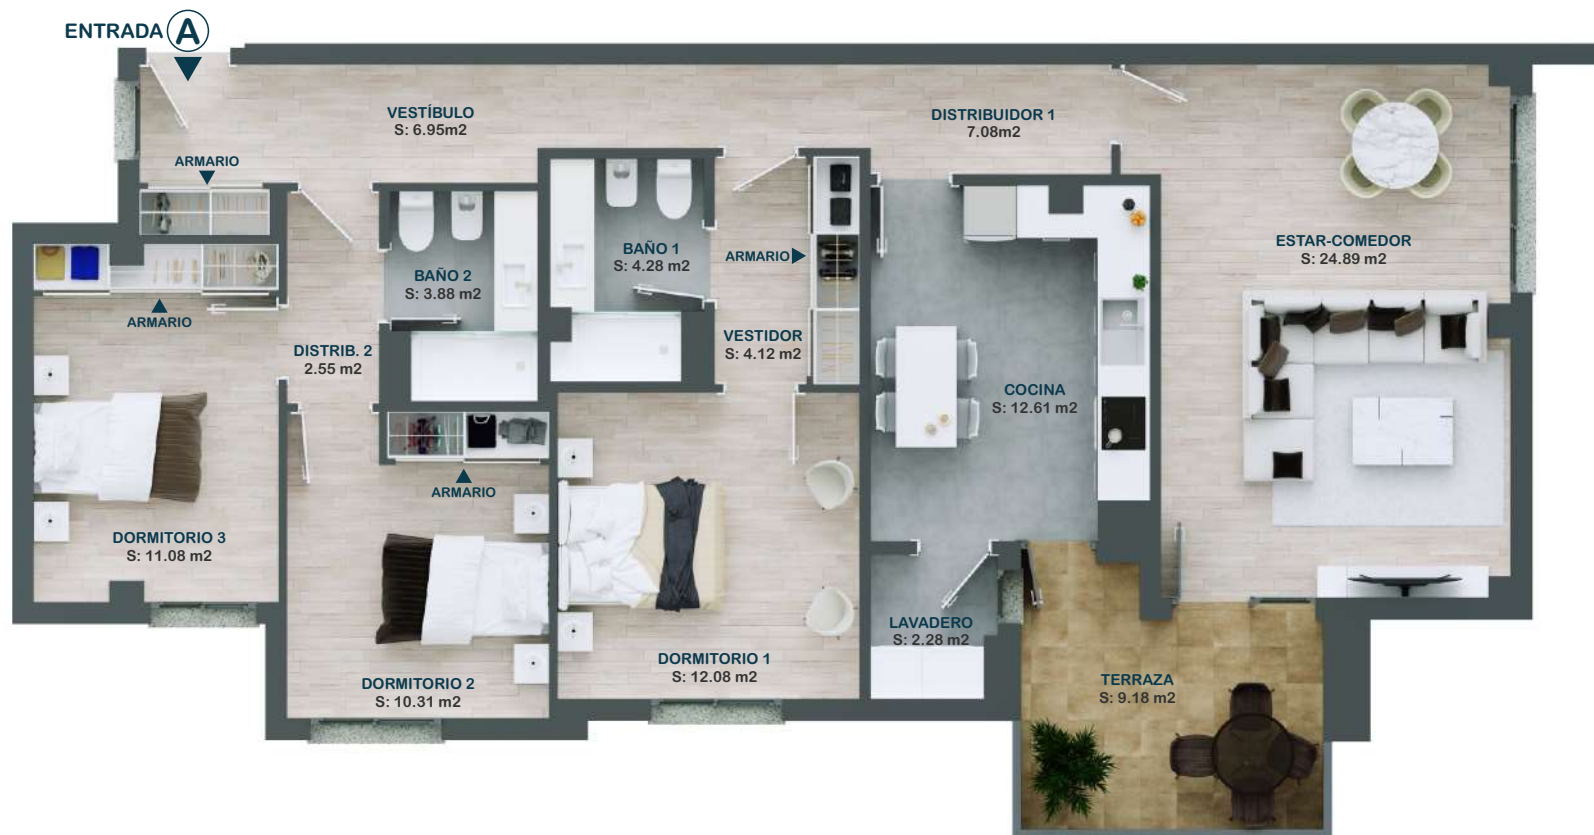 ENTRADA A
VESTÍBULO
S: 6.95m2
DISTRIBUIDOR 1
7.08m2
ARMARIO
ESTAR-COMEDOR
S: 24.89 m2
BAÑO 1
S: 4.28 m2
ARMARIO
BAÑO 2
S: 3.88 m2
ARMARIO
VESTIDOR
S: 4.12 m2
DISTRIB. 2
2.55 m2
COCINA
S: 12.61 m2
ARMARIO
DORMITORIO 3
S: 11.08 m2
LAVADERO
S: 2.28 m2
DORMITORIO 1
S: 12.08 m2
DORMITORIO 2
S: 10.31 m2
TERRAZA
S: 9.18 m2